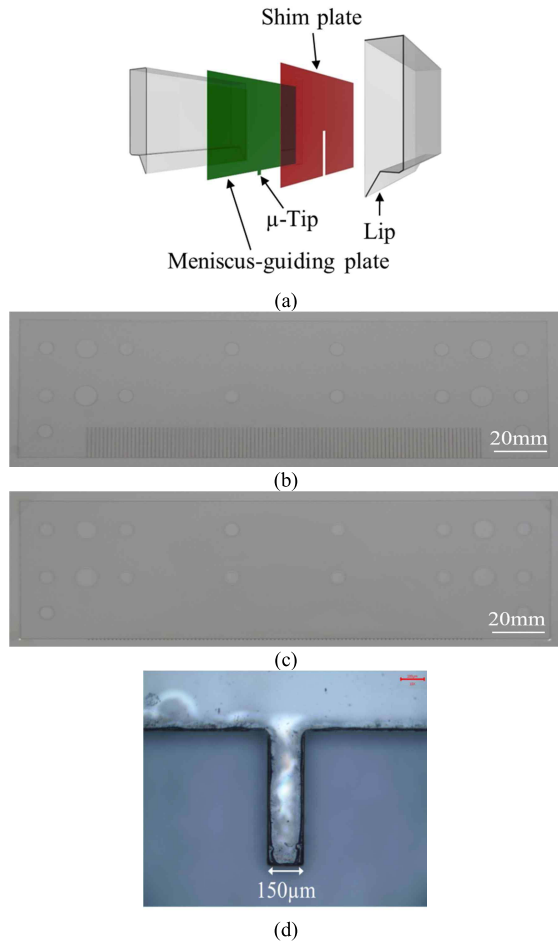 Shim plate
μ-Tip
Lip
Meniscus-guiding plate
(a)
20mm
(b)
20mm
(c)
150μm
(d)